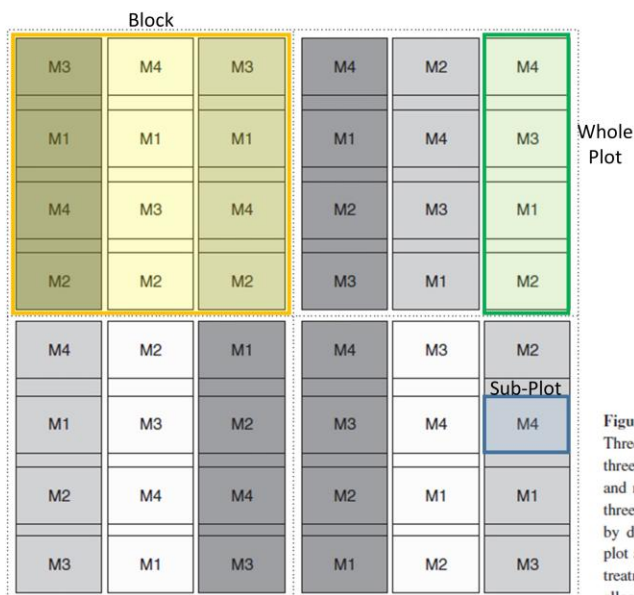 Block
M3 M4 M3 M4 M2 M4
M1 M1 M1 M1 M4 M3
Whole
Plot
M4 M3 M4 M2 M3 M1
M2 M2 M2 M3 M1 M2
M4 M2 M1 M4 M3 M2
Sub-Plot
M1 M3 M2 M3 M4 M4
M2 M4 M4 M2 M1 M1
M3 M1 M3 M1 M2 M3
Three
three
and
three
by
plot